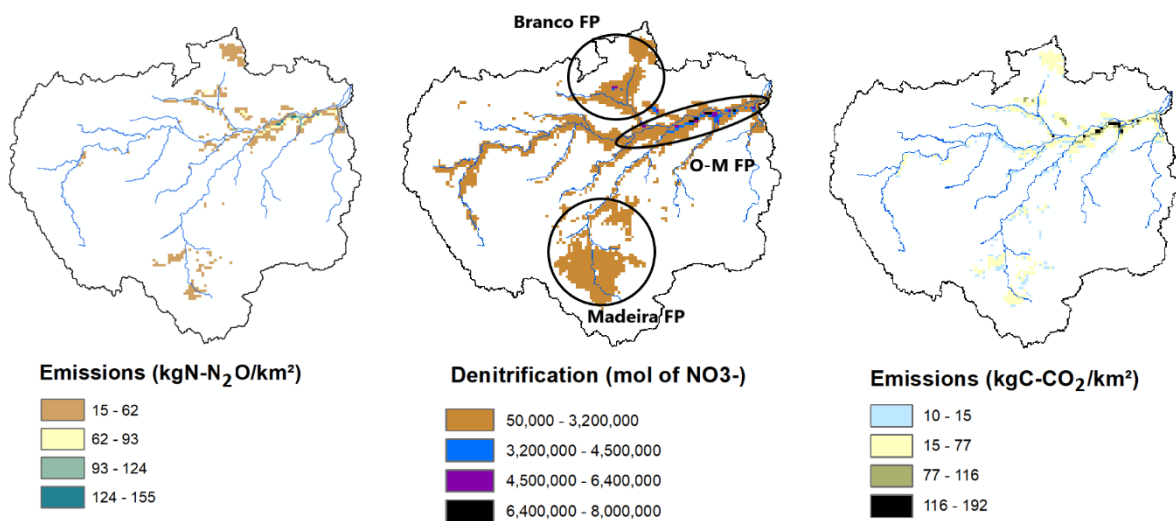 Branco FP
O-M FP
Madeira FP
Emissions (kgN-N₂O/km²)
15 - 62
62 - 93
93 - 124
124 - 155
Denitrification (mol of NO3-)
50,000 - 3,200,000
3,200,000 - 4,500,000
4,500,000 - 6,400,000
6,400,000 - 8,000,000
Emissions (kgC-CO₂/km²)
10 - 15
15 - 77
77 - 116
116 - 192